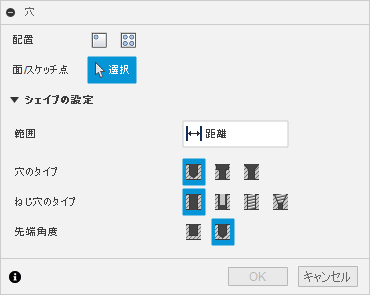 穴
配置
面/スケッチ点 選択
▼ シェイプの設定
範囲 距離
穴のタイプ
ねじ穴のタイプ
先端角度
OK キャンセル